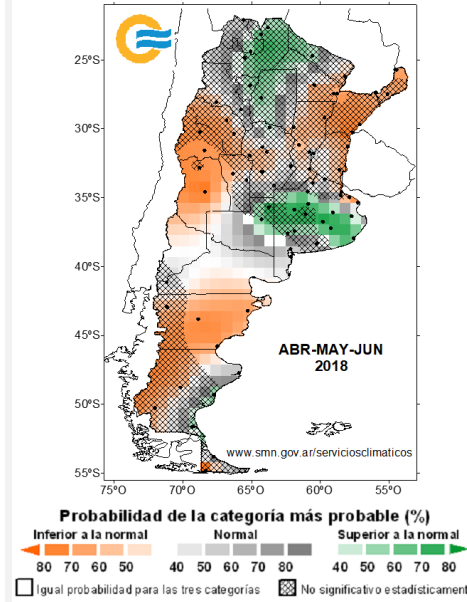 25°S
30°S
35°S
40°S
45°S
50°S
55°S
ABR-MAY-JUN
2018
www.smn.gov.ar/serviciosclimaticos
75°O 70°O 65°O 60°O 55°O
Probabilidad de la categoría más probable (%)
Inferior a la normal Normal Superior a la normal
80 70 60 50 40 50 60 70 80 40 50 60 70 80
Igual probabilidad para las tres categorías No significativo estadísticament